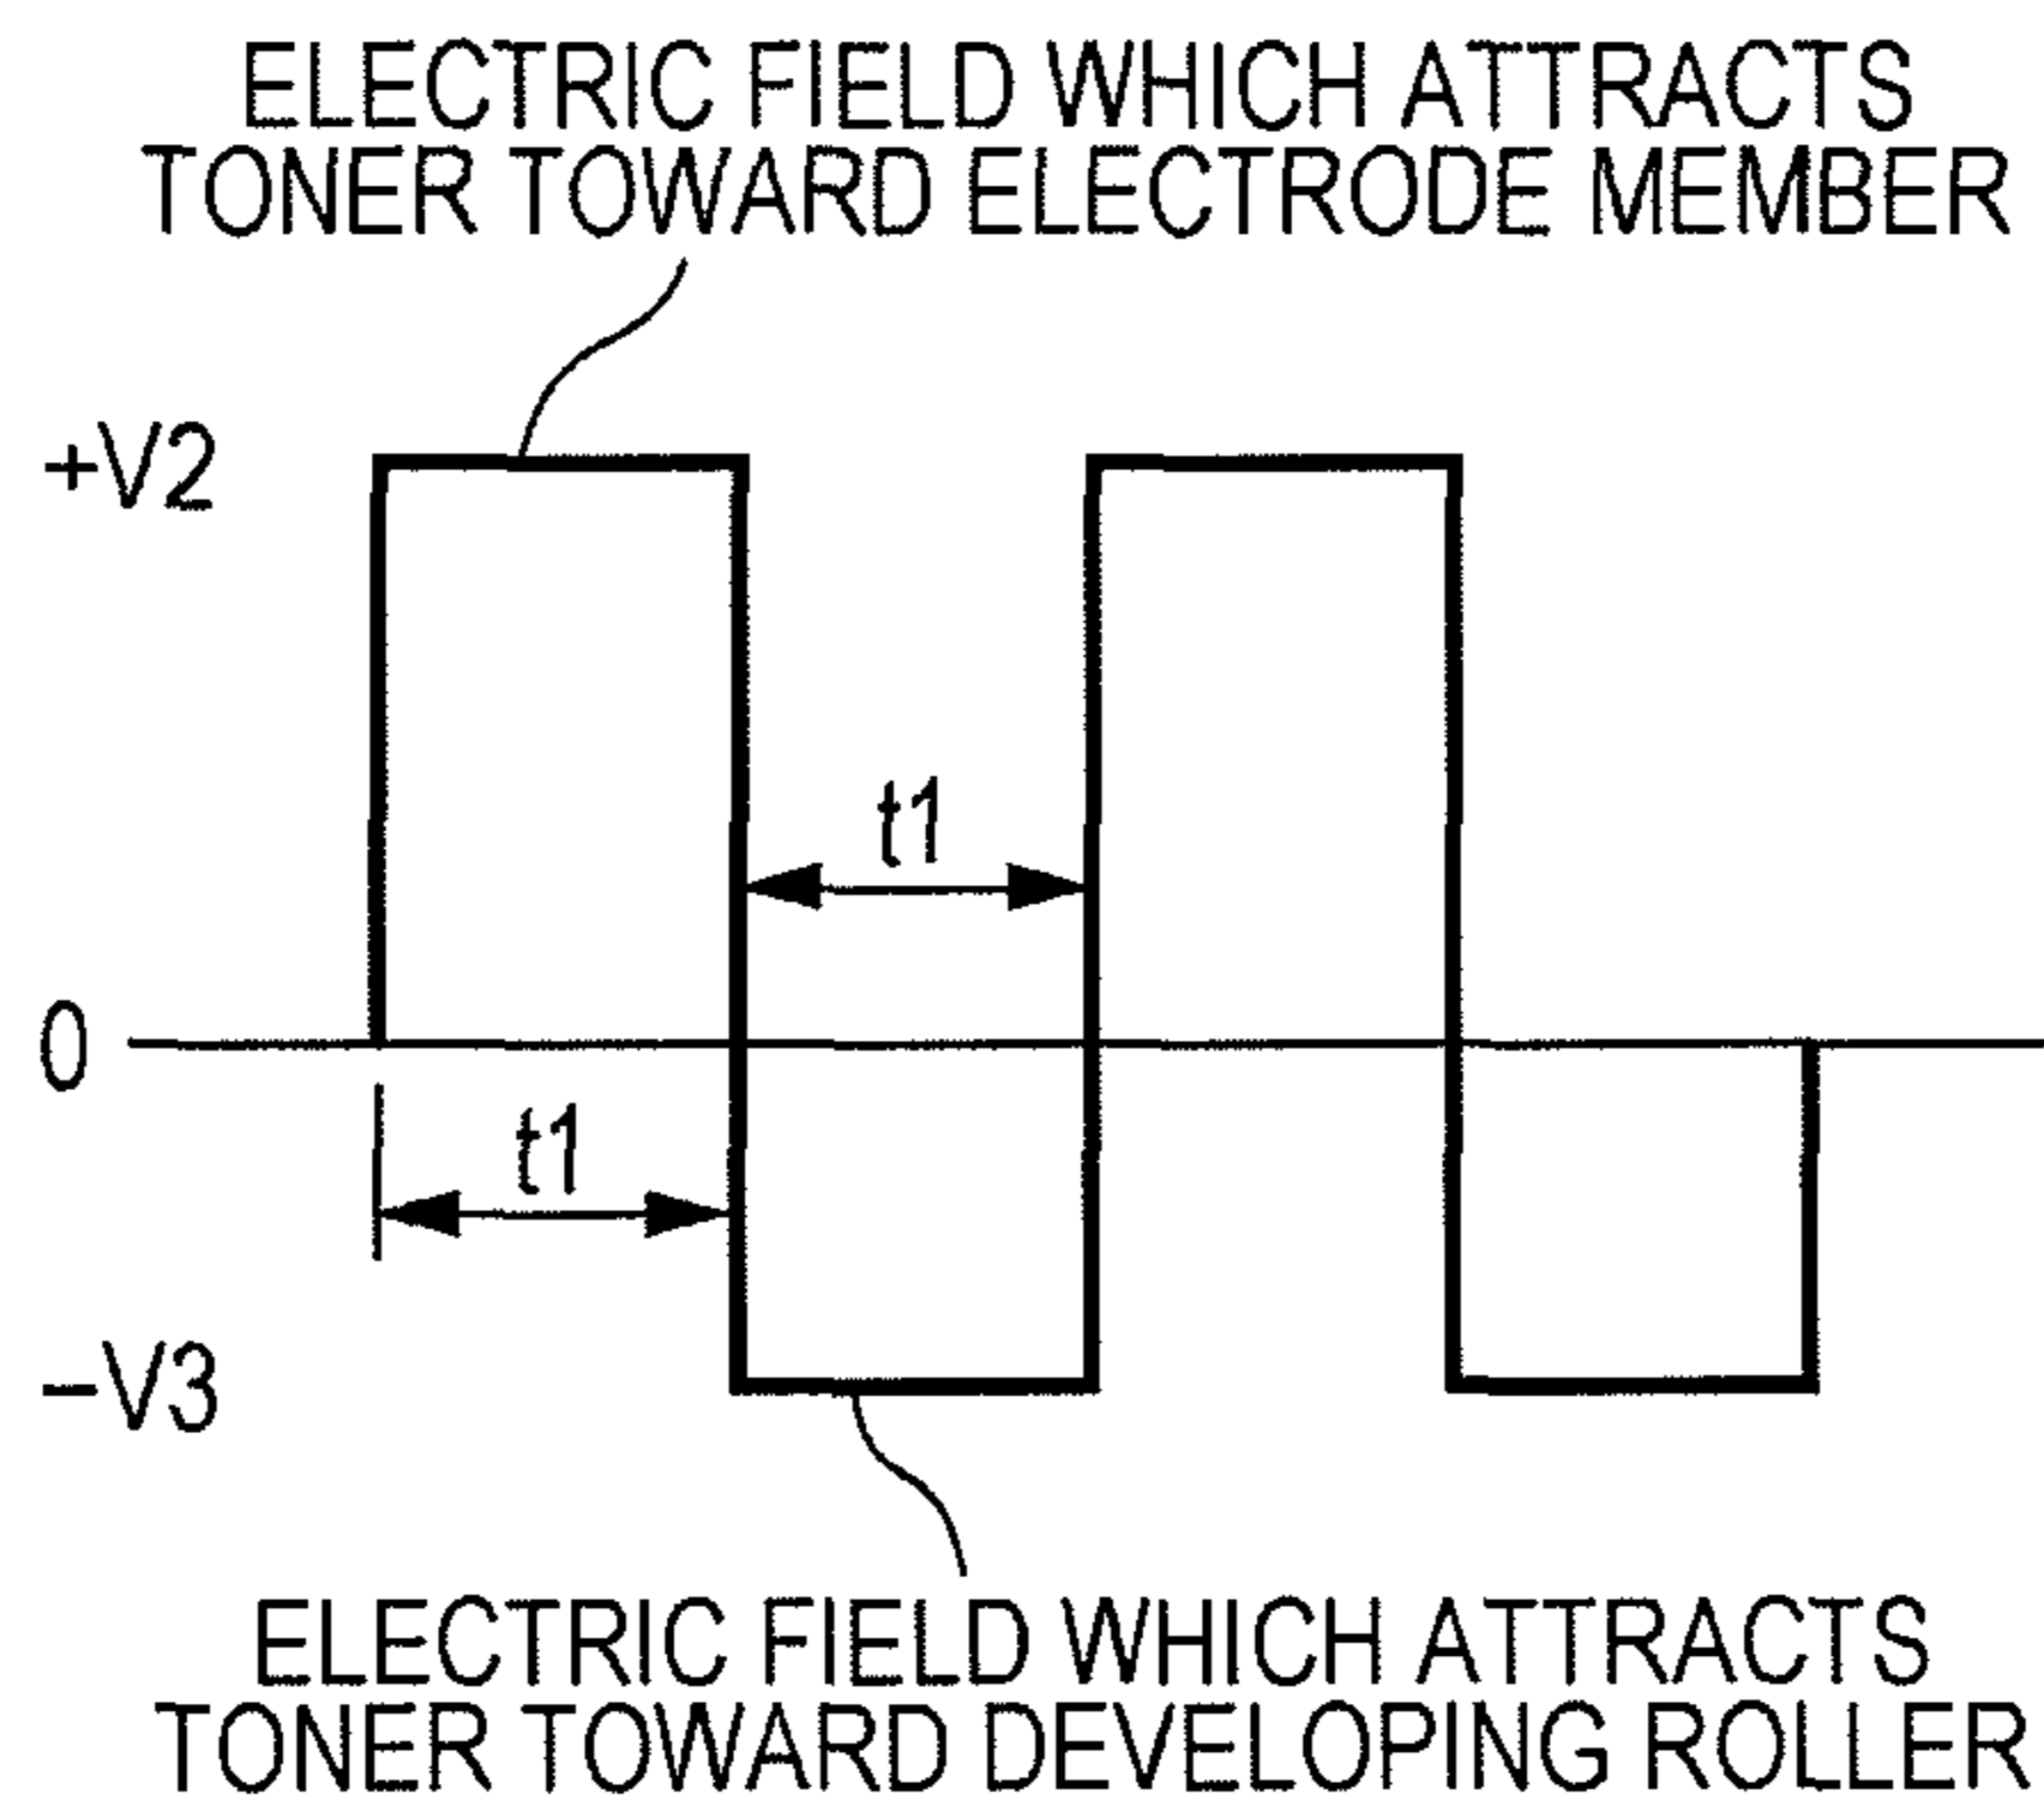 ELECTRIC FIELD WHICH ATTRACTS
TONER TOWARD ELECTRODE MEMBER
+V2
t1
0
t1
−V3
ELECTRIC FIELD WHICH ATTRACTS
TONER TOWARD DEVELOPING ROLLER